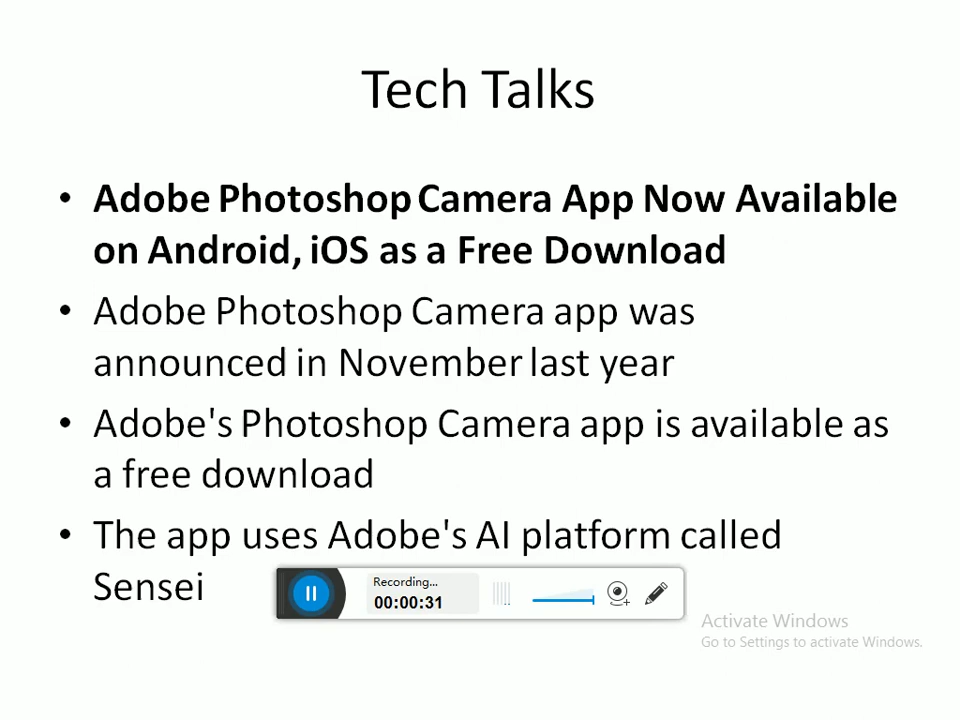 Tech Talks
• Adobe Photoshop Camera App Now Available
on Android, iOS as a Free Download
• Adobe Photoshop Camera app was
announced in November last year
• Adobe's Photoshop Camera app is available as
a free download
• The app uses Adobe's AI platform called
Sensei
Recording...
00:00:31
Activate Windows
Go to Settings to activate Windows.